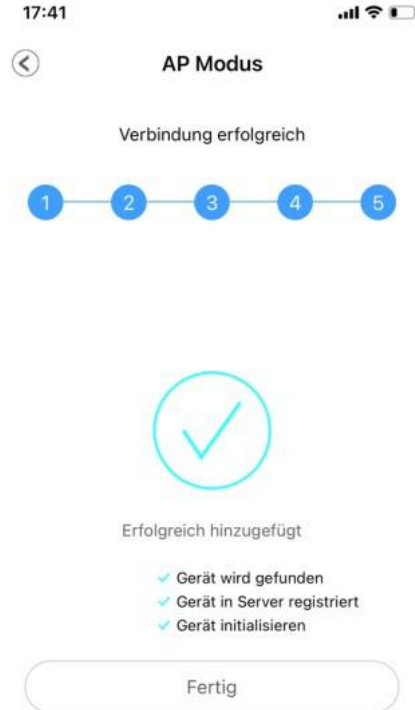 17:41
AP Modus
Verbindung erfolgreich
1 2 3 4 5
Erfolgreich hinzugefügt
Gerät wird gefunden
Gerät in Server registriert
Gerät initialisieren
Fertig